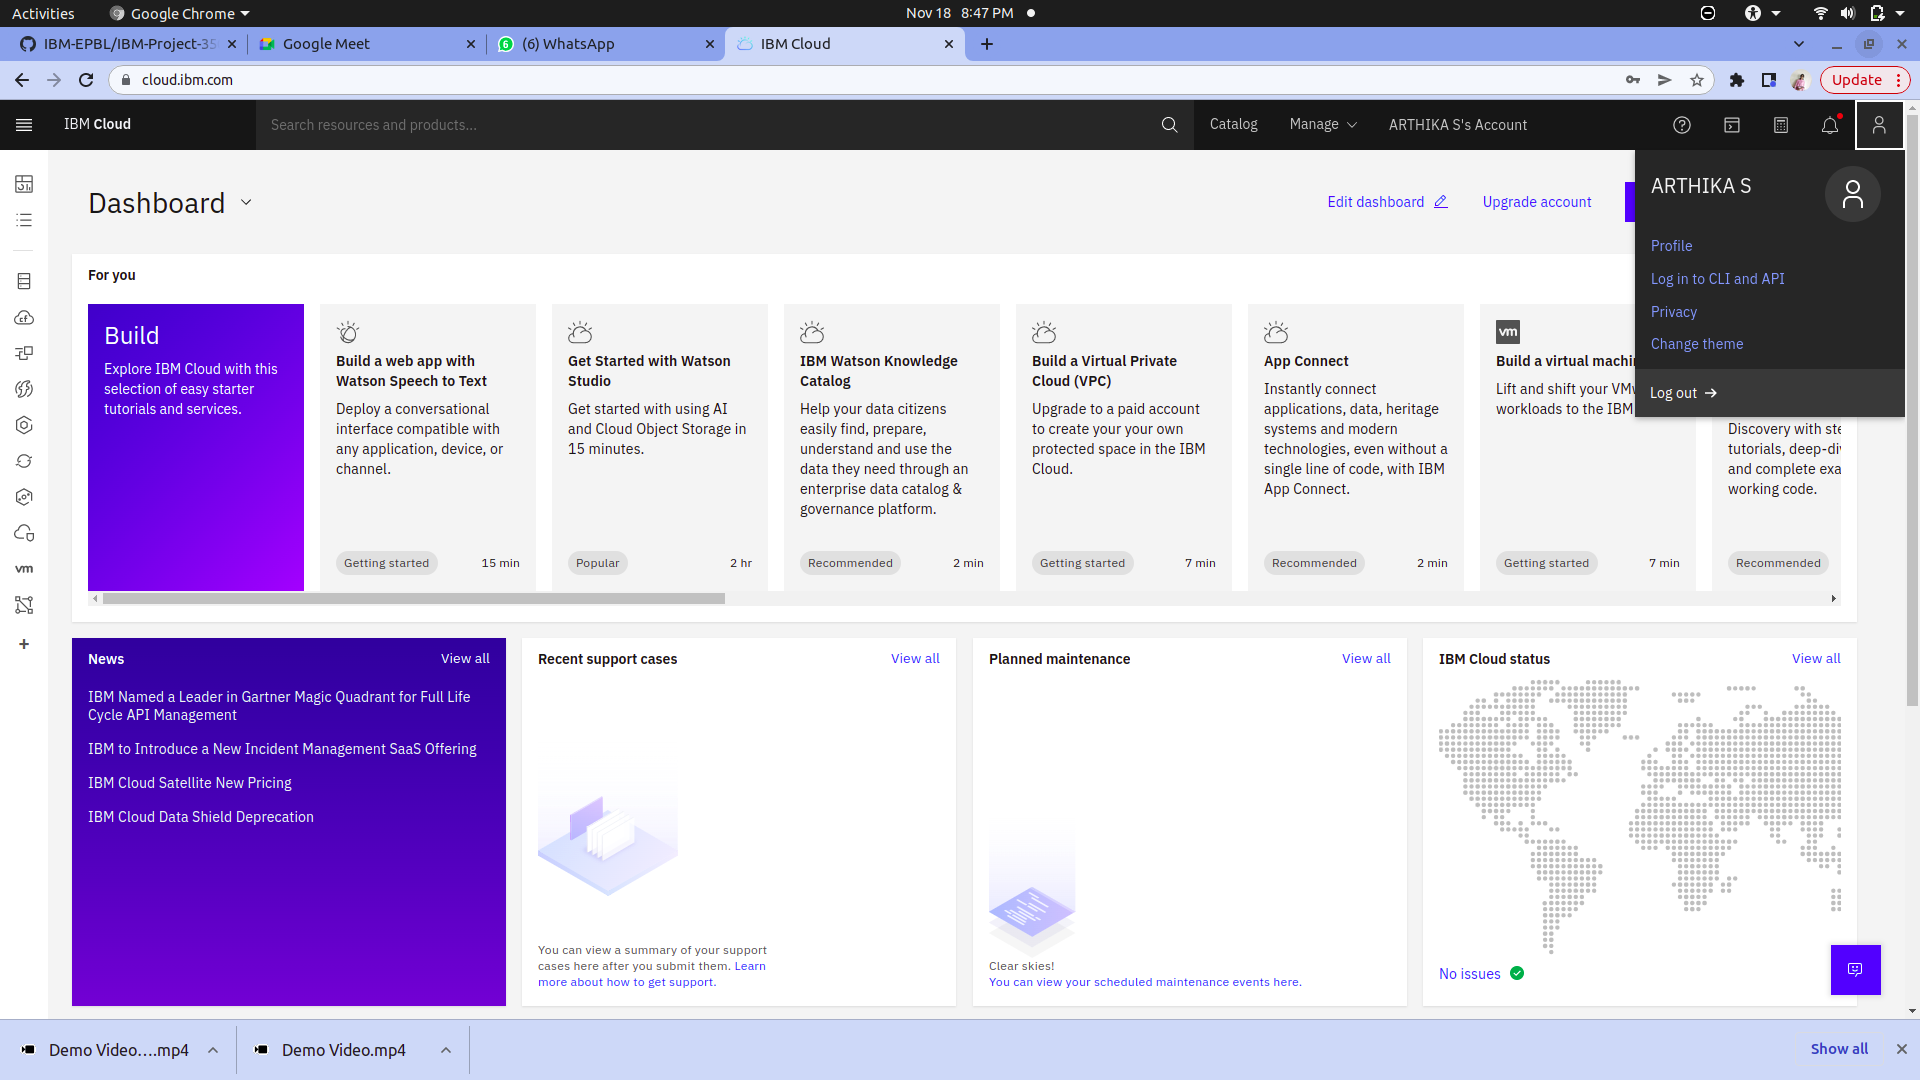 Activities
Google Chrome
Nov 18 8:47 PM
IBM-EPBL/IBM-Project-35
Google Meet
(6) WhatsApp
IBM Cloud
cloud.ibm.com
Update
IBM Cloud
Search resources and products...
Catalog
Manage
ARTHIKA S's Account
ARTHIKA S
Profile
Log in to CLI and API
Privacy
Change theme
Log out
Dashboard
Edit dashboard
Upgrade account
For you
Build
Explore IBM Cloud with this
selection of easy starter
tutorials and services.
Build a web app with
Watson Speech to Text
Deploy a conversational
interface compatible with
any application, device, or
channel.
Getting started
15 min
Get Started with Watson
Studio
Get started with using AI
and Cloud Object Storage in
15 minutes.
Popular
2 hr
IBM Watson Knowledge
Catalog
Help your data citizens
easily find, prepare,
understand and use the
data they need through an
enterprise data catalog &
governance platform.
Recommended
2 min
Build a Virtual Private
Cloud (VPC)
Upgrade to a paid account
to create your your own
protected space in the IBM
Cloud.
Getting started
7 min
App Connect
Instantly connect
applications, data, heritage
systems and modern
technologies, even without a
single line of code, with IBM
App Connect.
Recommended
2 min
vm
Build a virtual machin
Lift and shift your VMw
workloads to the IBM
Getting started
7 min
Discovery with ste
tutorials, deep-di
and complete exa
working code.
Recommended
vm
News
View all
IBM Named a Leader in Gartner Magic Quadrant for Full Life
Cycle API Management
IBM to Introduce a New Incident Management SaaS Offering
IBM Cloud Satellite New Pricing
IBM Cloud Data Shield Deprecation
Recent support cases
View all
You can view a summary of your support
cases here after you submit them. Learn
more about how to get support.
Planned maintenance
View all
Clear skies!
You can view your scheduled maintenance events here.
IBM Cloud status
View all
No issues
Demo Video....mp4
Demo Video.mp4
Show all